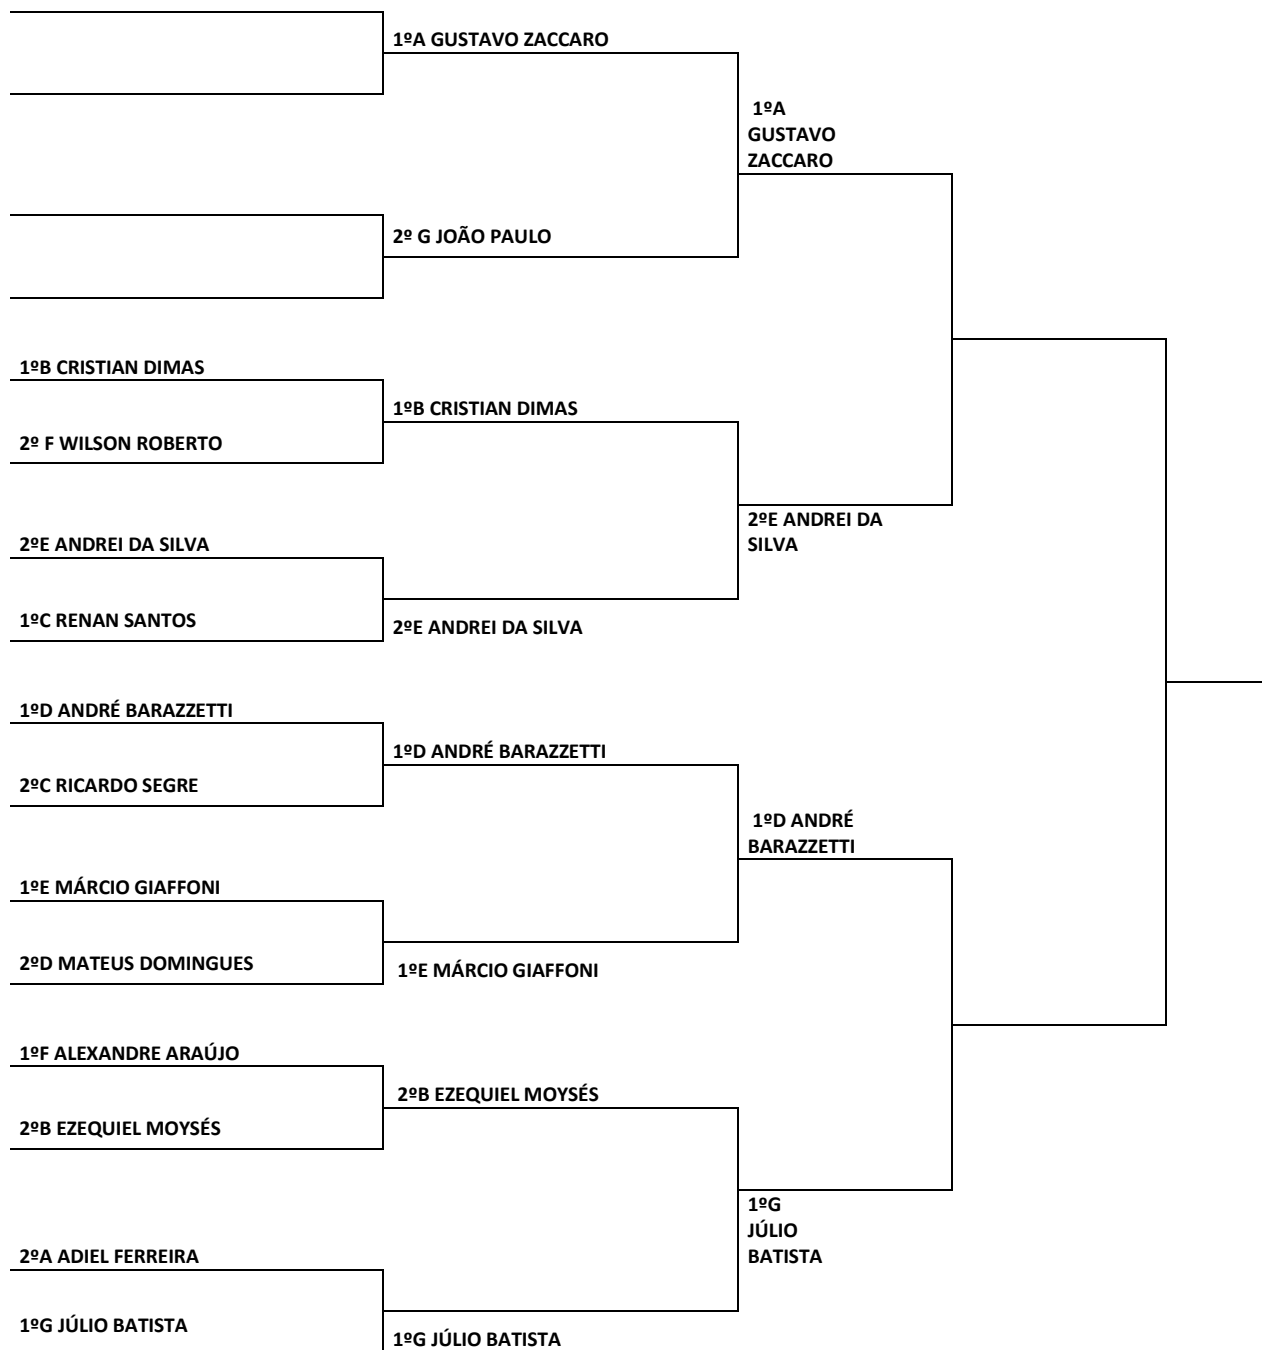 1ºA GUSTAVO ZACCARO
1ºA
GUSTAVO
ZACCARO
2º G JOÃO PAULO
1ºB CRISTIAN DIMAS
1ºB CRISTIAN DIMAS
2º F WILSON ROBERTO
2ºE ANDREI DA
SILVA
2ºE ANDREI DA SILVA
1ºC RENAN SANTOS
2ºE ANDREI DA SILVA
1ºD ANDRÉ BARAZZETTI
1ºD ANDRÉ BARAZZETTI
2ºC RICARDO SEGRE
1ºD ANDRÉ
BARAZZETTI
1ºE MÁRCIO GIAFFONI
2ºD MATEUS DOMINGUES
1ºE MÁRCIO GIAFFONI
1ºF ALEXANDRE ARAÚJO
2ºB EZEQUIEL MOYSÉS
2ºB EZEQUIEL MOYSÉS
1ºG
JÚLIO
BATISTA
2ºA ADIEL FERREIRA
1ºG JÚLIO BATISTA
1ºG JÚLIO BATISTA